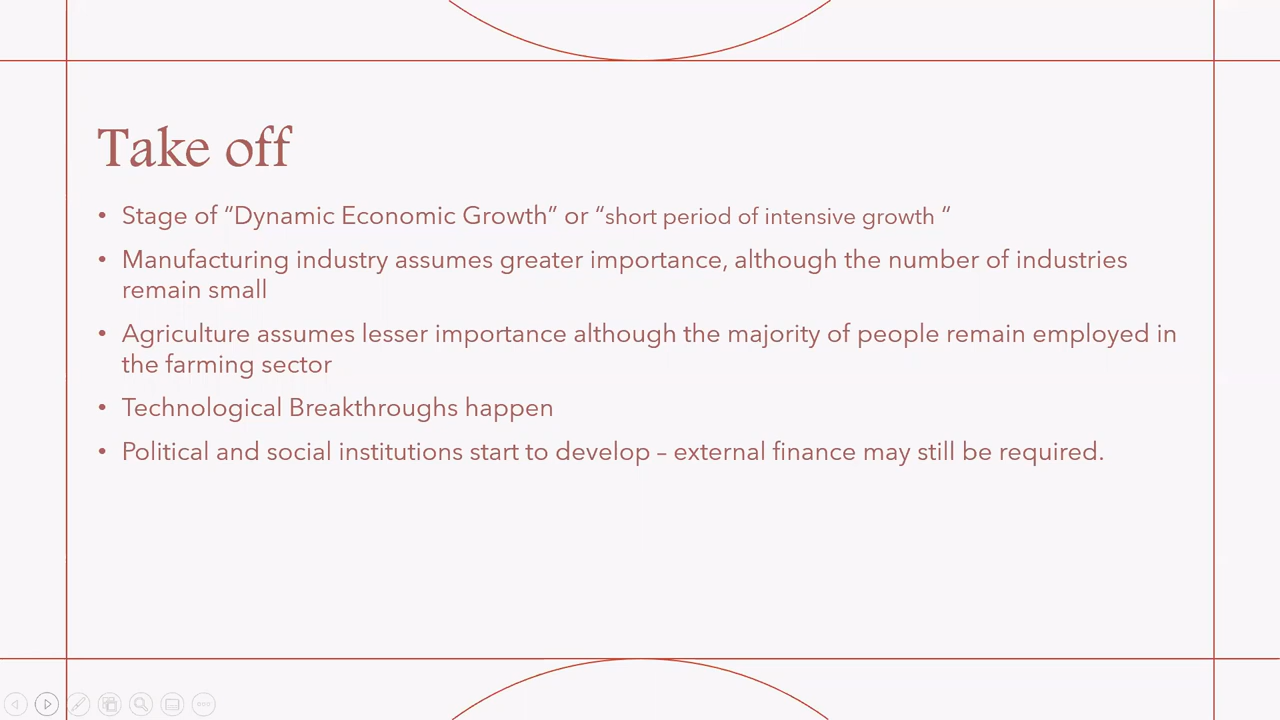 Take off
• Stage of “Dynamic Economic Growth” or “short period of intensive growth “
• Manufacturing industry assumes greater importance, although the number of industries
remain small
• Agriculture assumes lesser importance although the majority of people remain employed in
the farming sector
• Technological Breakthroughs happen
• Political and social institutions start to develop – external finance may still be required.